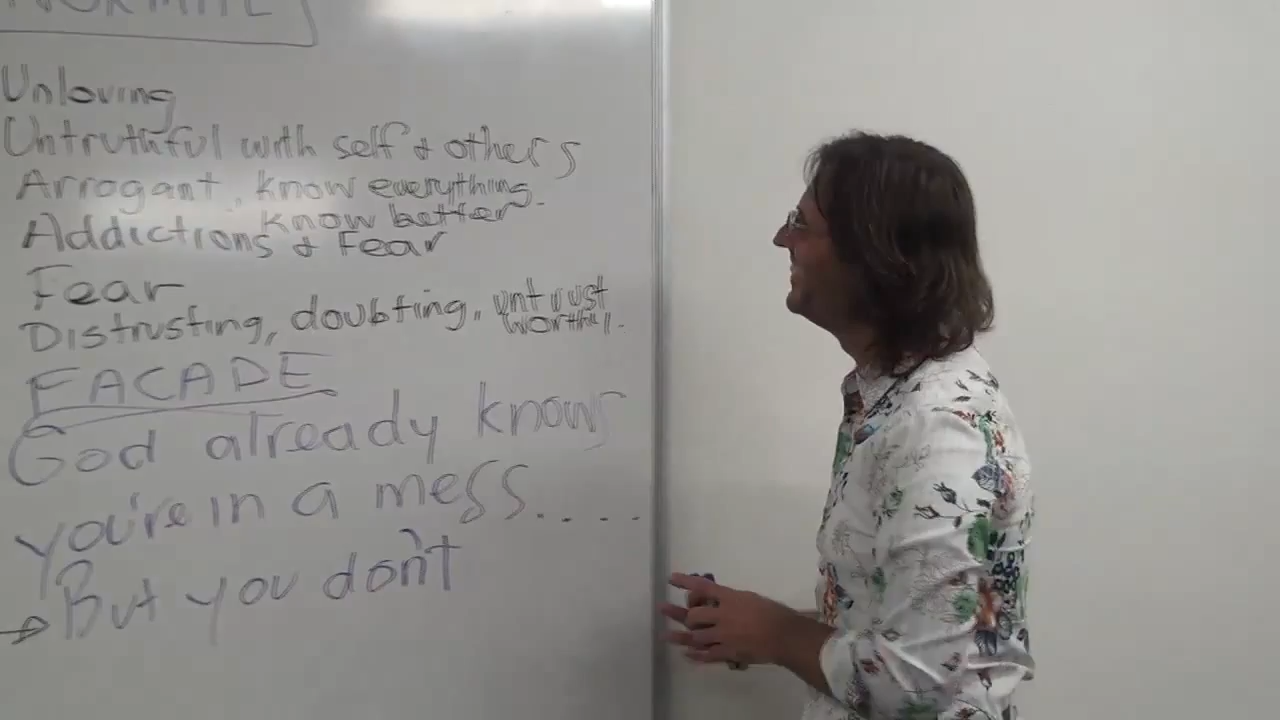 Unloving
Untruthful with self & others
Arrogant, know everything.
know better
Addictions & Fear
Fear
Distrusting, doubting, untrust
worthy.
FACADE
God already knows
you're in a mess.....
But you don't